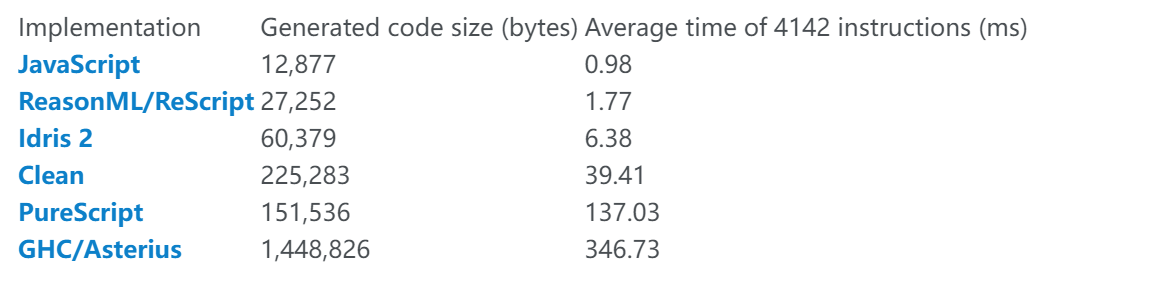 Implementation Generated code size (bytes) Average time of 4142 instructions (ms)
JavaScript 12,877 0.98
ReasonML/ReScript 27,252 1.77
Idris 2 60,379 6.38
Clean 225,283 39.41
PureScript 151,536 137.03
GHC/Asterius 1,448,826 346.73